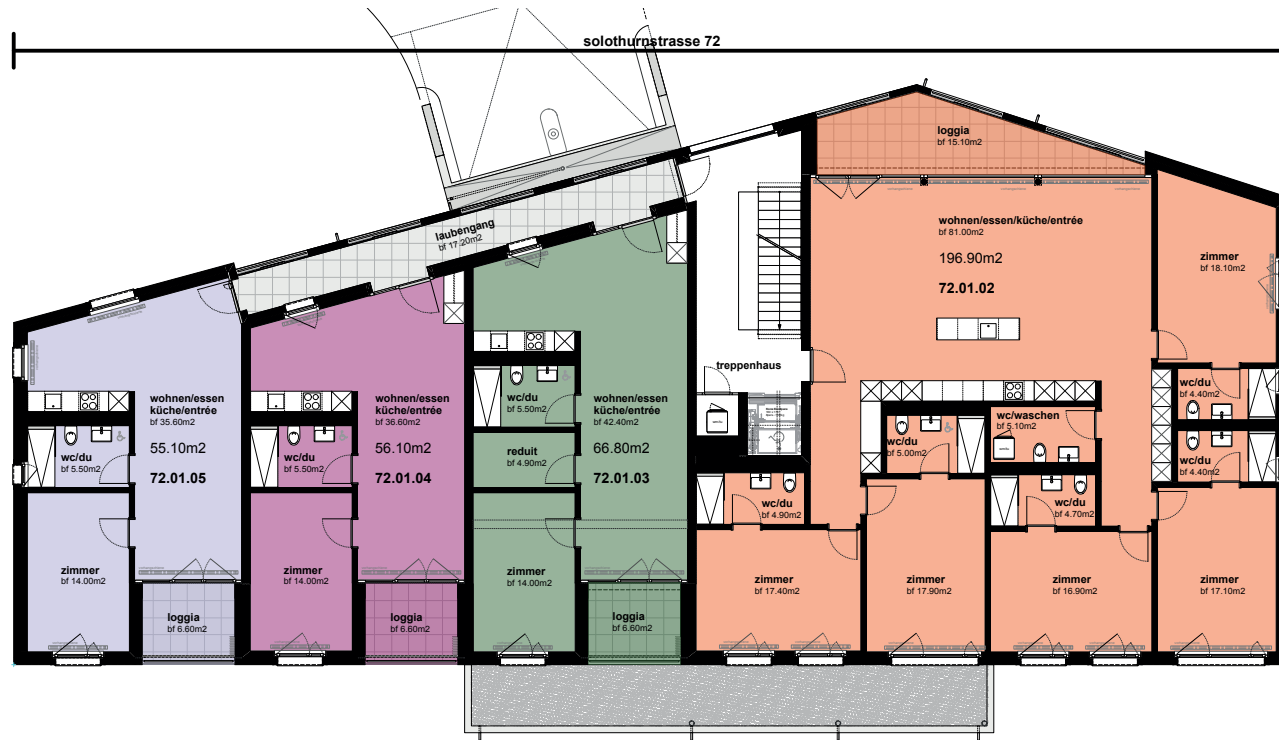 solothurnstrasse 72
loggia
bf 15.10m2
laubengang
bf 17.20m2
wohnen/essen/küche/entrée
bf 81.00m2
196.90m2
72.01.02
zimmer
bf 18.10m2
treppenhaus
wohnen/essen
küche/entrée
bf 35.60m2
55.10m2
72.01.05
wc/du
bf 5.50m2
zimmer
bf 14.00m2
loggia
bf 6.60m2
wohnen/essen
küche/entrée
bf 36.60m2
56.10m2
72.01.04
wc/du
bf 5.50m2
zimmer
bf 14.00m2
loggia
bf 6.60m2
wc/du
bf 5.50m2
wohnen/essen
küche/entrée
bf 42.40m2
66.80m2
72.01.03
reduit
bf 4.90m2
zimmer
bf 14.00m2
loggia
bf 6.60m2
wc/du
bf 4.90m2
zimmer
bf 17.40m2
wc/du
bf 5.00m2
zimmer
bf 17.90m2
wc/waschen
bf 5.10m2
wc/du
bf 4.70m2
zimmer
bf 16.90m2
wc/du
bf 4.40m2
wc/du
bf 4.40m2
zimmer
bf 17.10m2